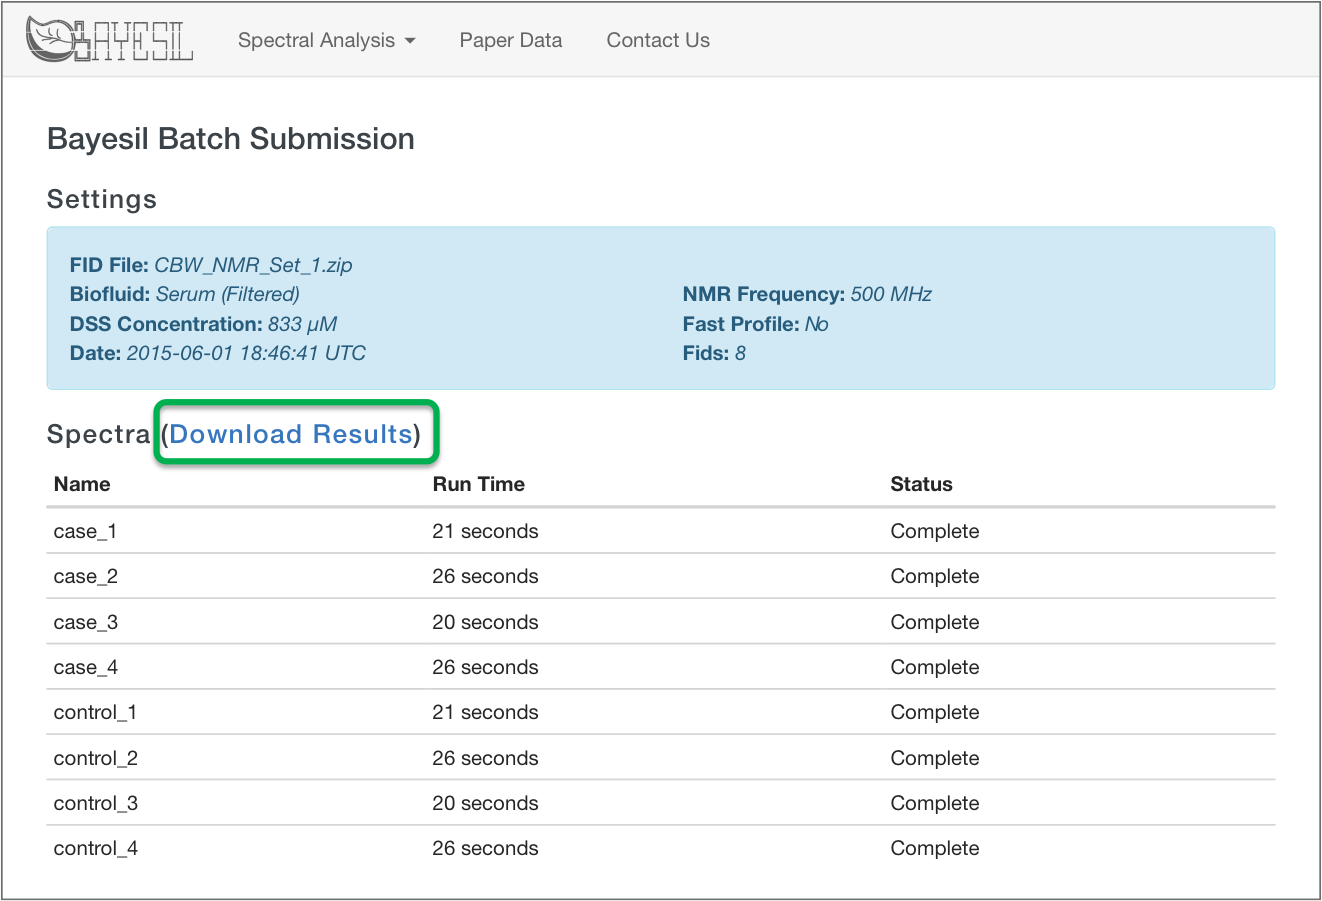 BAYESIL Spectral Analysis Paper Data Contact Us
Bayesil Batch Submission
Settings
FID File: CBW_NMR_Set_1.zip
Biofluid: Serum (Filtered) NMR Frequency: 500 MHz
DSS Concentration: 833 µM Fast Profile: No
Date: 2015-06-01 18:46:41 UTC Fids: 8
Spectra (Download Results)
Name Run Time Status
case_1 21 seconds Complete
case_2 26 seconds Complete
case_3 20 seconds Complete
case_4 26 seconds Complete
control_1 21 seconds Complete
control_2 26 seconds Complete
control_3 20 seconds Complete
control_4 26 seconds Complete